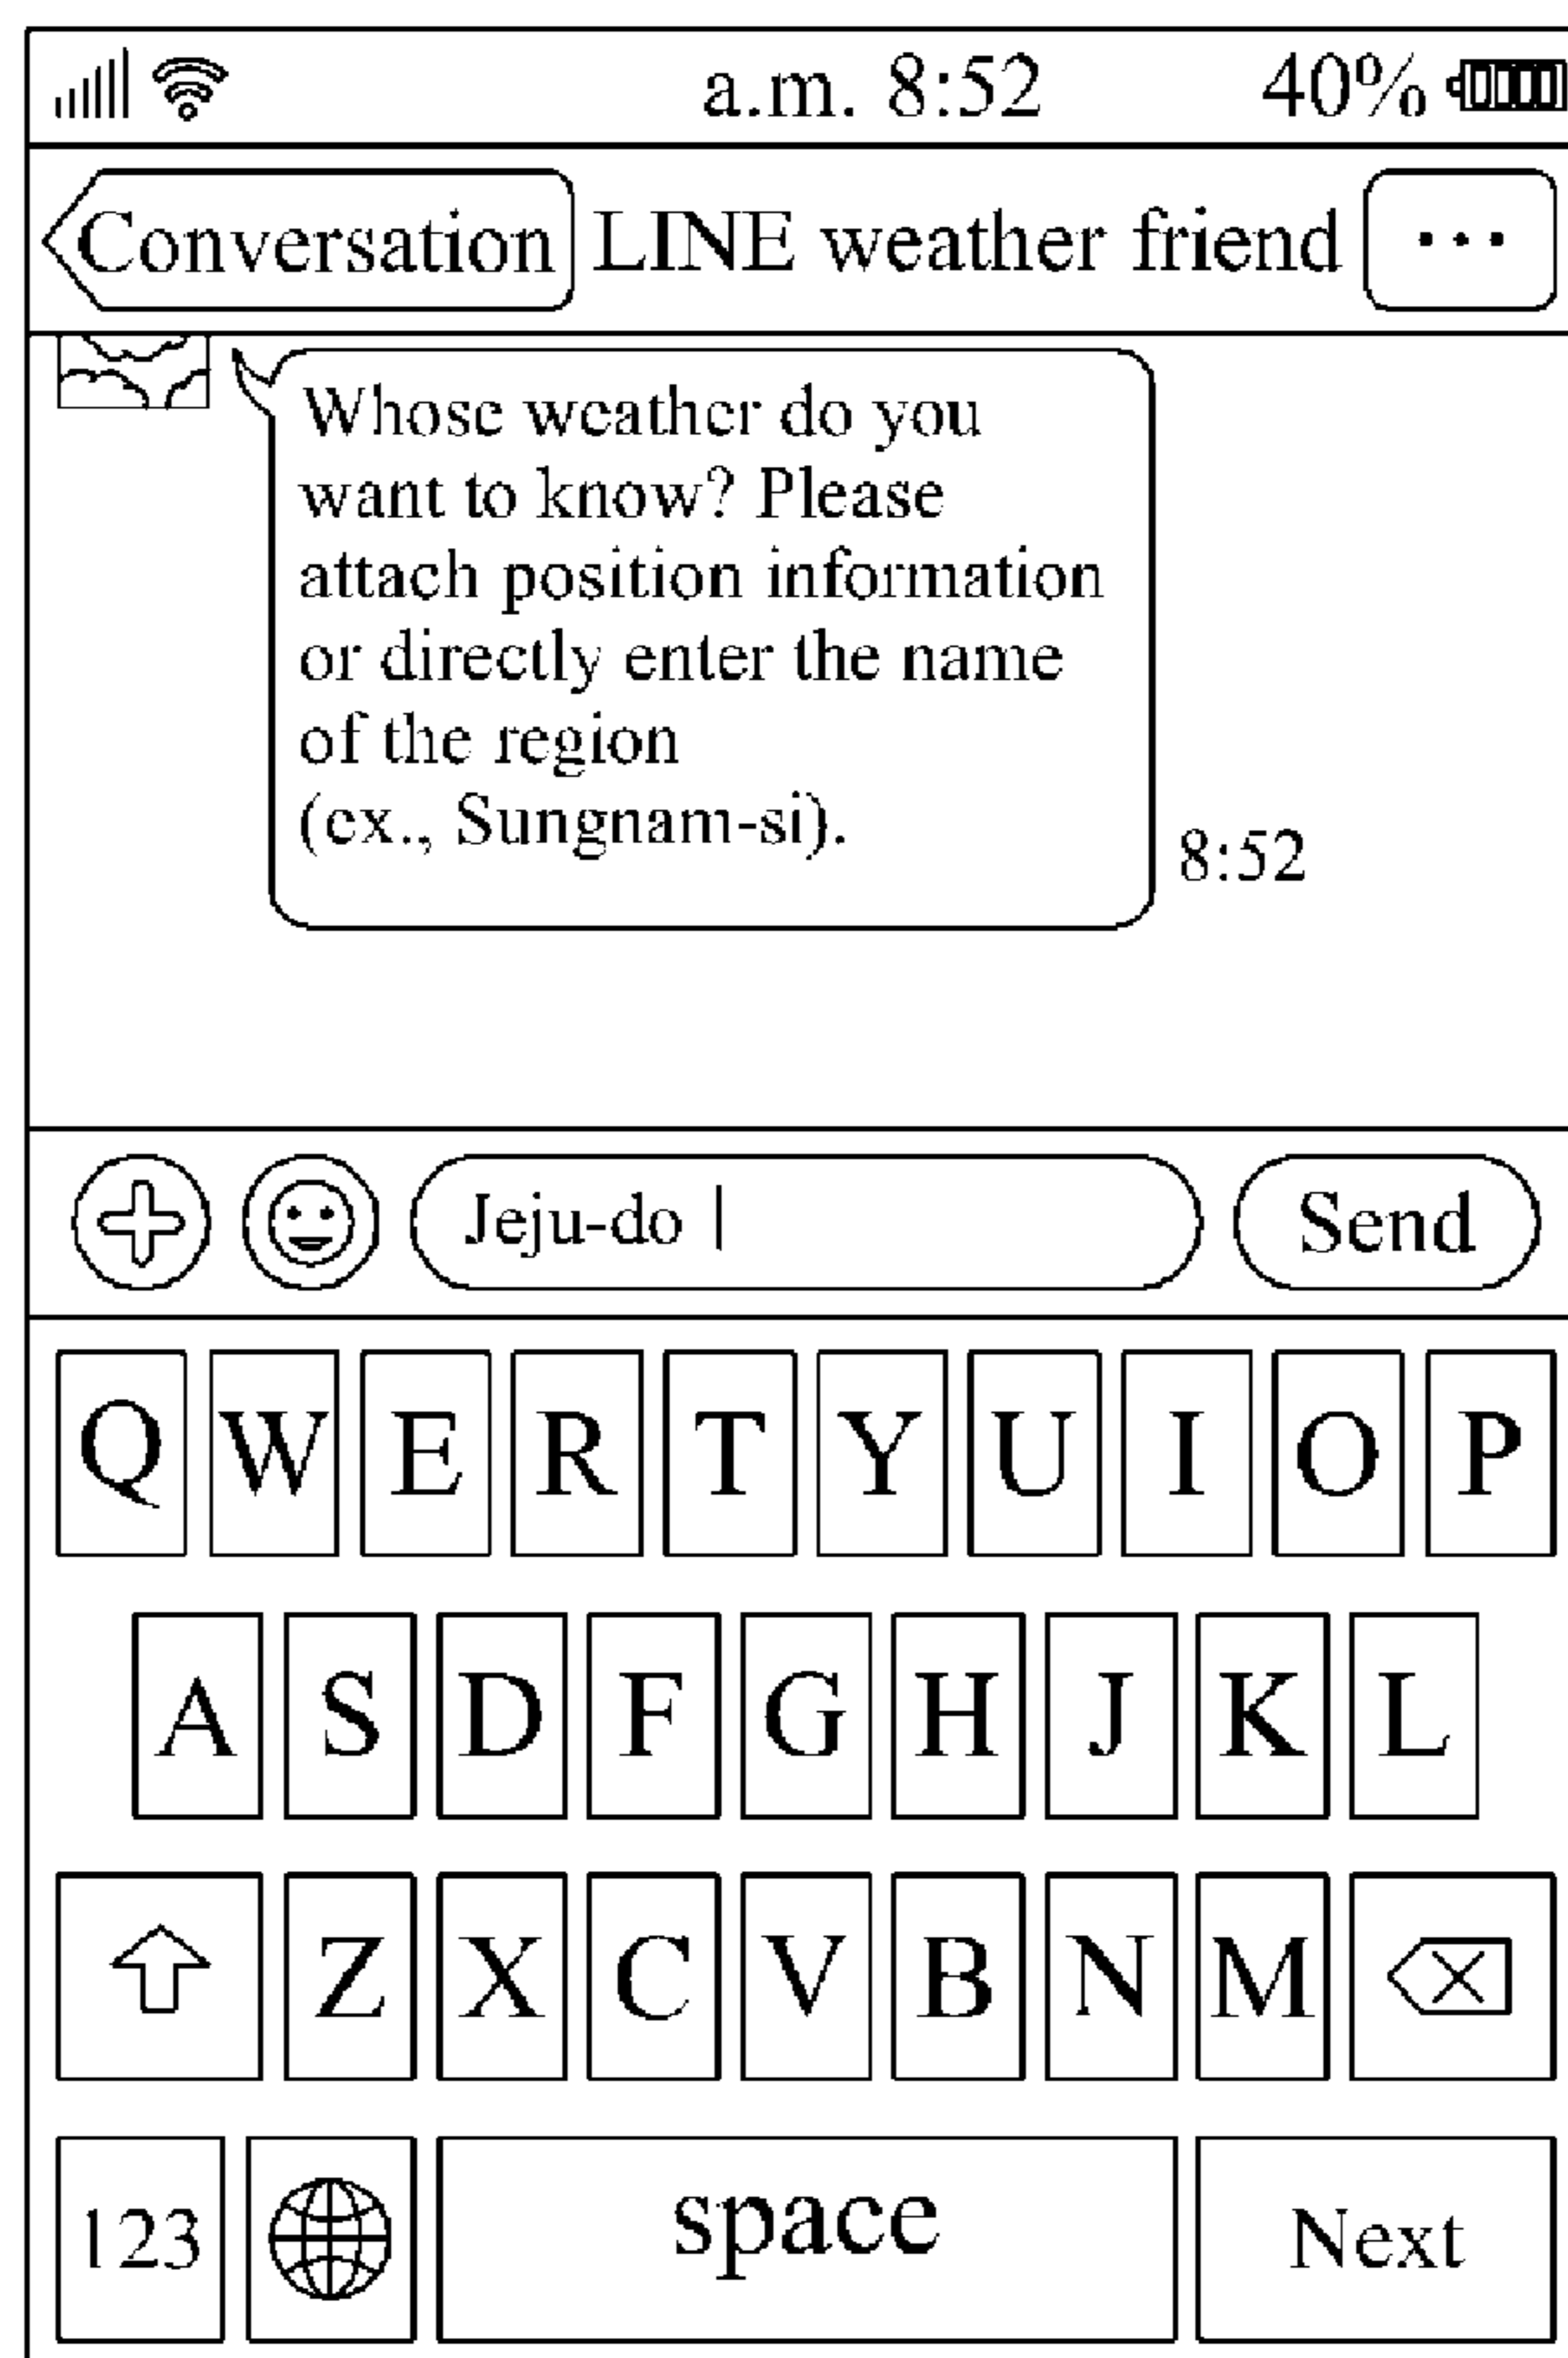 a.m. 8:52 40%
Conversation LINE weather friend ...
Whose weather do you
want to know? Please
attach position information
or directly enter the name
of the region
(ex., Sungnam-si).
8:52
Jeju-do
Send
Q W E R T Y U I O P
A S D F G H J K L
Z X C V B N M
123 space Next